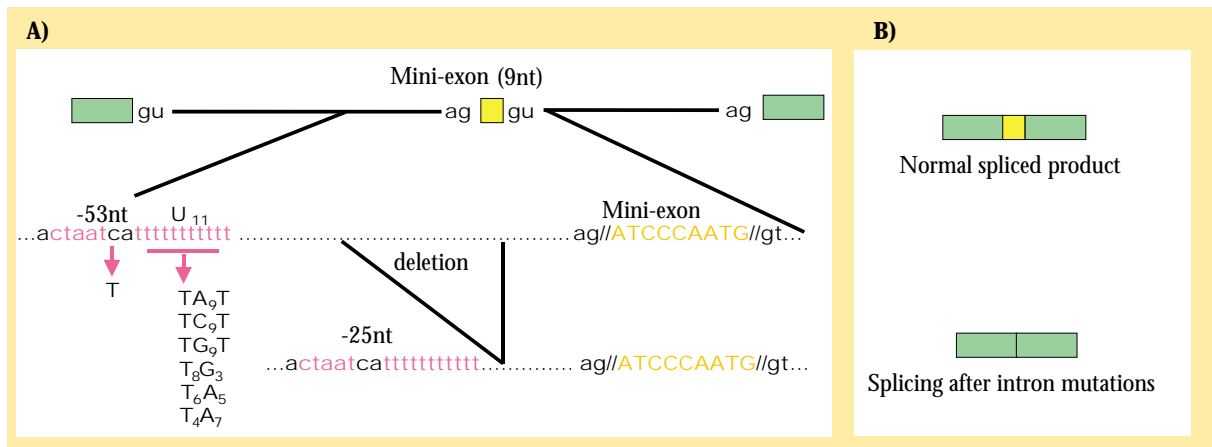 A)
Mini-exon (9nt)
gu ag gu ag
-53nt U₁₁ Mini-exon
...actaatcattttttttttt ........................................................ ag//ATCCCAATG//gt...
deletion
T
TA₉T
TC₉T
TG₉T
T₈G₃
T₆A₅
T₄A₇
-25nt
...actaatcattttttttttt............... ag//ATCCCAATG//gt...
B)
Normal spliced product
Splicing after intron mutations